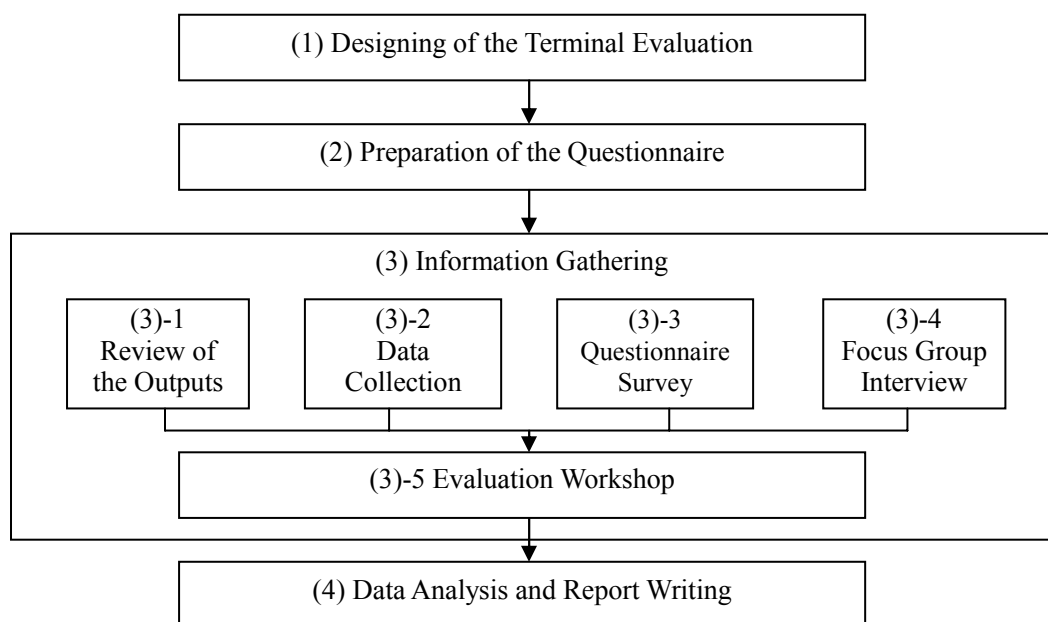 (1) Designing of the Terminal Evaluation
(2) Preparation of the Questionnaire
(3) Information Gathering
(3)-1
Review of
the Outputs
(3)-2
Data
Collection
(3)-3
Questionnaire
Survey
(3)-4
Focus Group
Interview
(3)-5 Evaluation Workshop
(4) Data Analysis and Report Writing